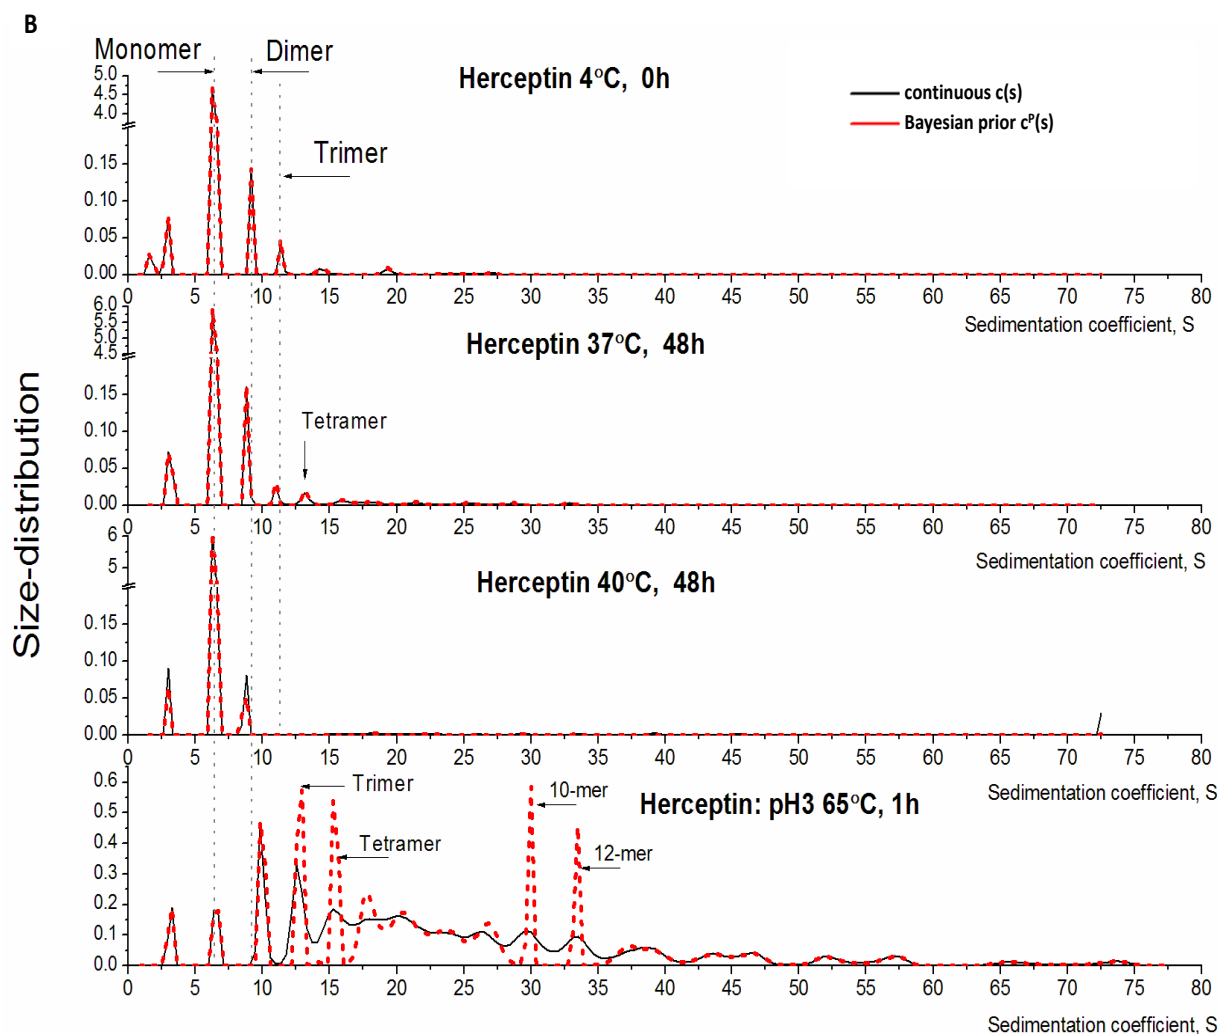 B
Monomer
Dimer
Herceptin 4°C, 0h
continuous c(s)
Bayesian prior cᴾ(s)
Trimer
5.0
4.5
4.0
0.15
0.10
0.05
0.00
0 5 10 15 20 25 30 35 40 45 50 55 60 65 70 75 80
Sedimentation coefficient, S
Size-distribution
Herceptin 37°C, 48h
Tetramer
6.0
5.5
5.0
4.5
0.15
0.10
0.05
0.00
0 5 10 15 20 25 30 35 40 45 50 55 60 65 70 75 80
Sedimentation coefficient, S
Herceptin 40°C, 48h
6
5
0.15
0.10
0.05
0.00
0 5 10 15 20 25 30 35 40 45 50 55 60 65 70 75 80
Sedimentation coefficient, S
Trimer
10-mer
Herceptin: pH3 65°C, 1h
Tetramer
12-mer
0.6
0.5
0.4
0.3
0.2
0.1
0.0
0 5 10 15 20 25 30 35 40 45 50 55 60 65 70 75 80
Sedimentation coefficient, S